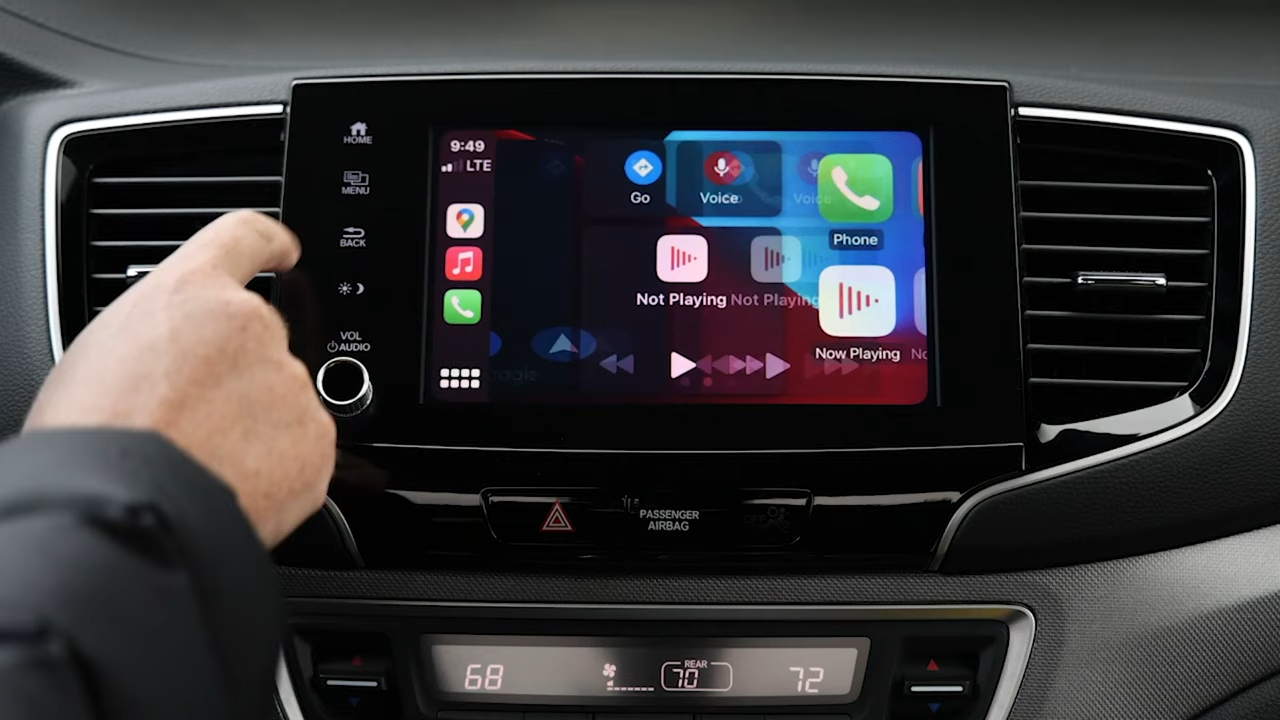 HOME
MENU
BACK
VOL
AUDIO
9:49
LTE
Go
Voice
Voice
Phone
Not Playing
Not Playing
Now Playing
PASSENGER
AIRBAG
OFF
68
REAR
70
72